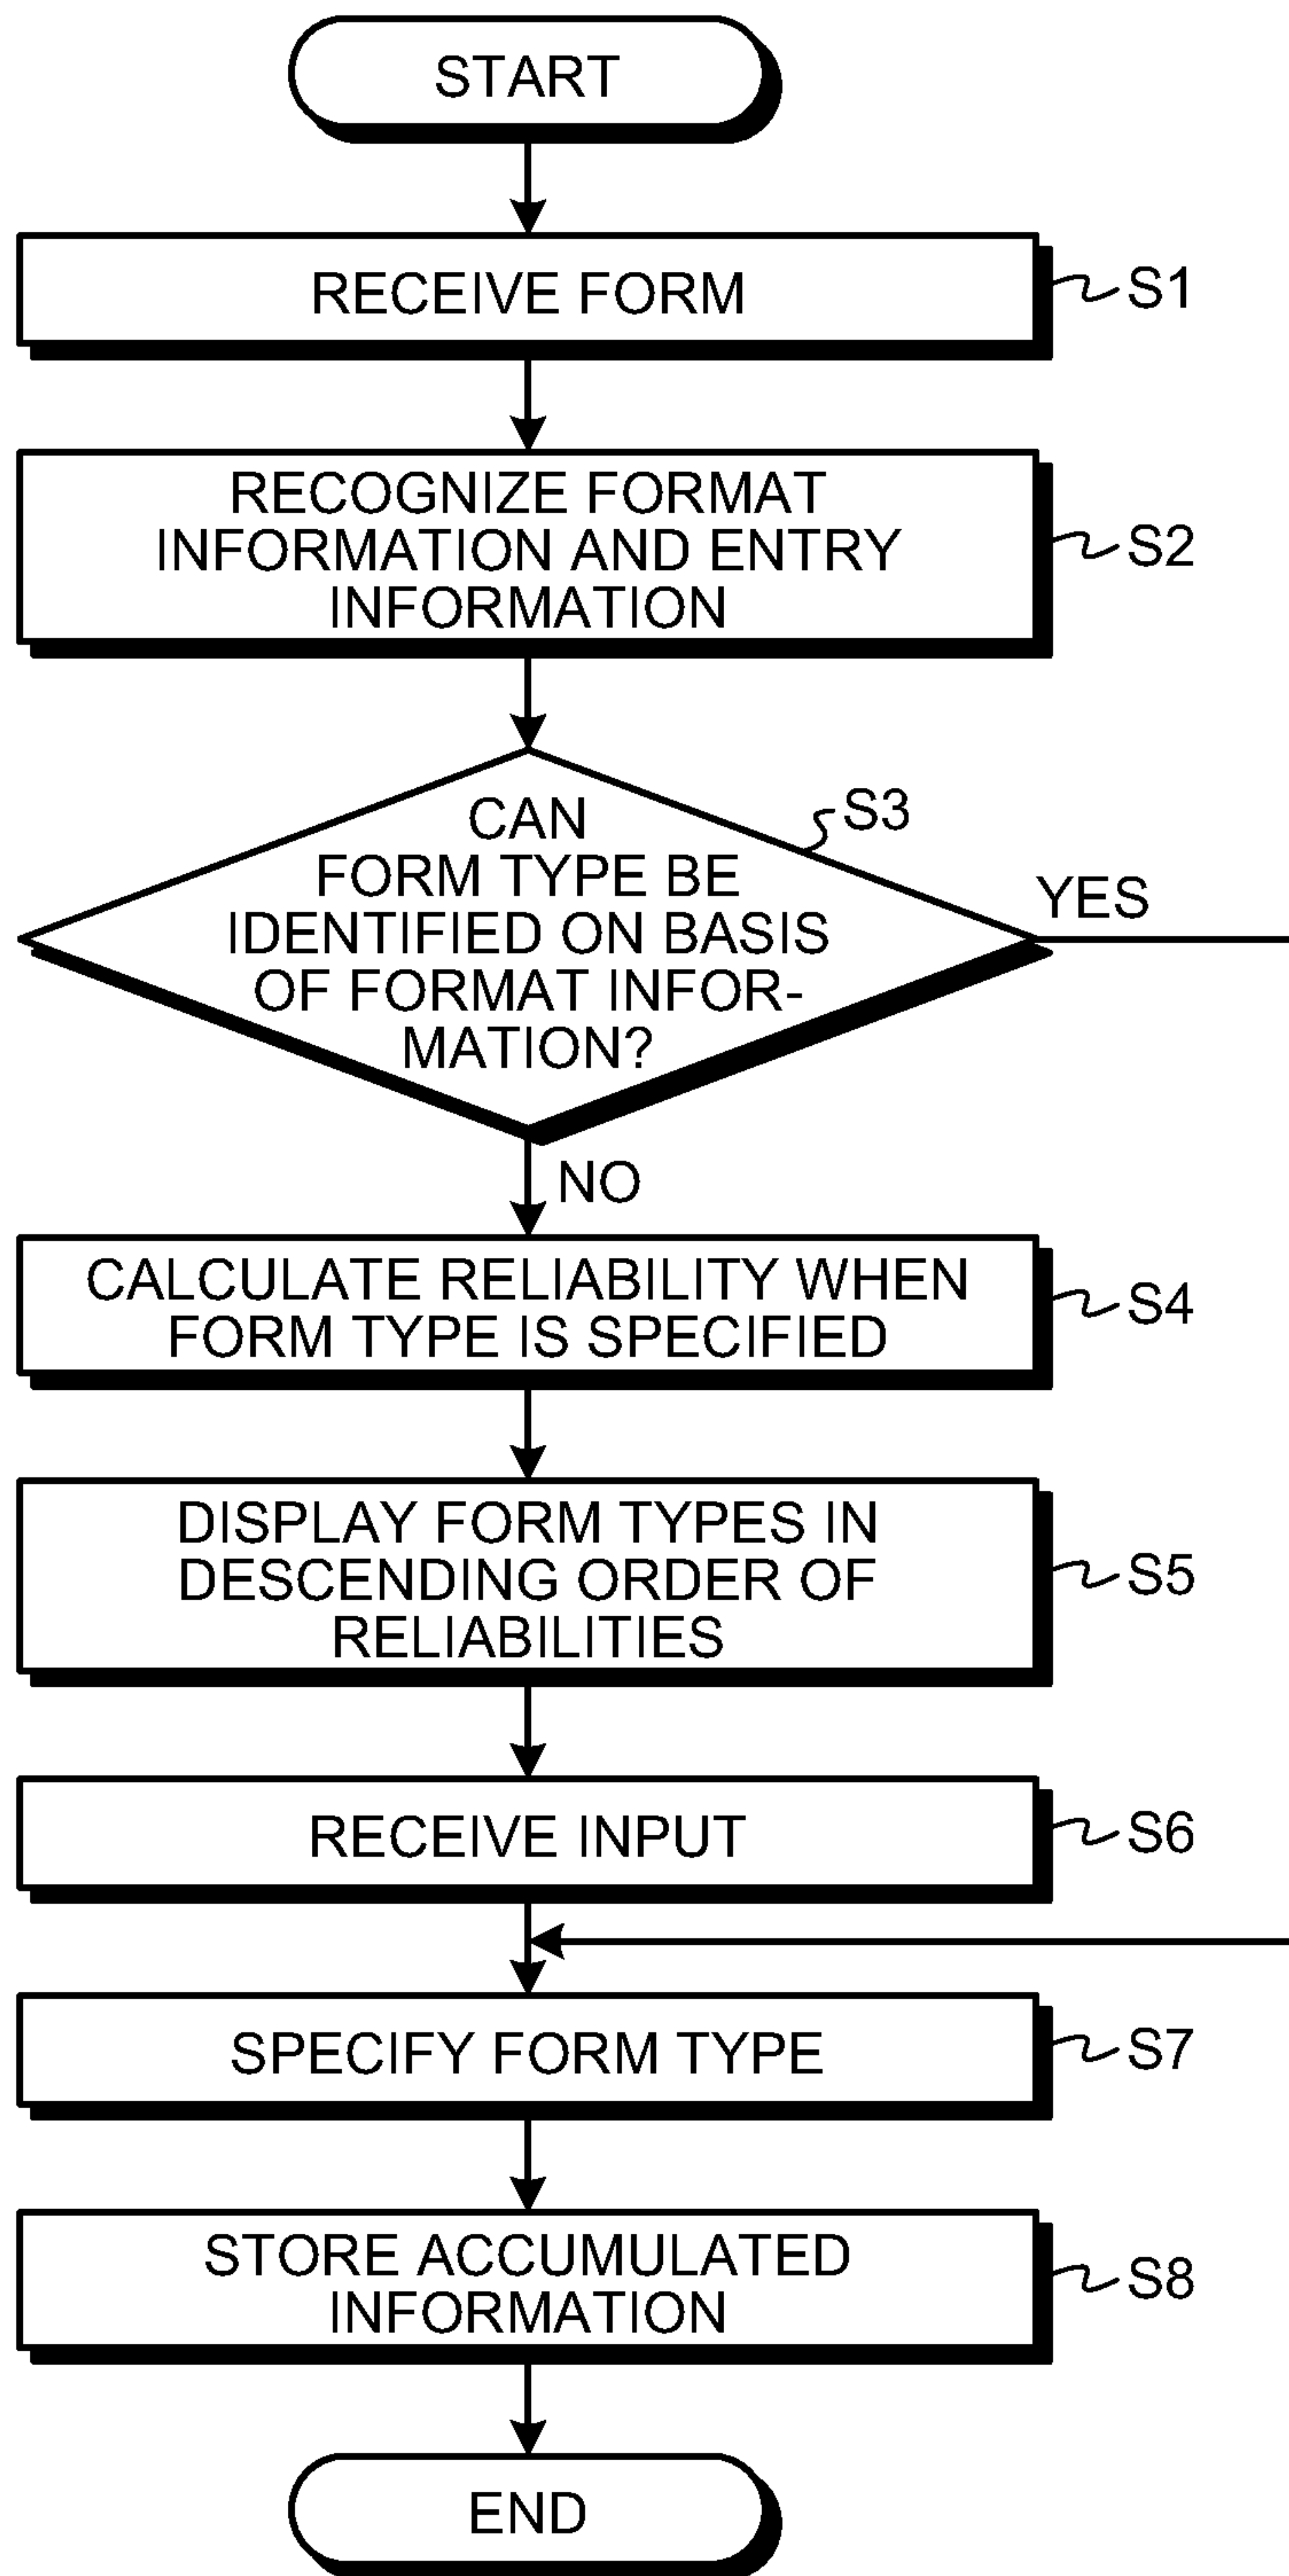 START
RECEIVE FORM
S1
RECOGNIZE FORMAT
INFORMATION AND ENTRY
INFORMATION
S2
CAN
FORM TYPE BE
IDENTIFIED ON BASIS
OF FORMAT INFOR-
MATION?
S3
YES
NO
CALCULATE RELIABILITY WHEN
FORM TYPE IS SPECIFIED
S4
DISPLAY FORM TYPES IN
DESCENDING ORDER OF
RELIABILITIES
S5
RECEIVE INPUT
S6
SPECIFY FORM TYPE
S7
STORE ACCUMULATED
INFORMATION
S8
END